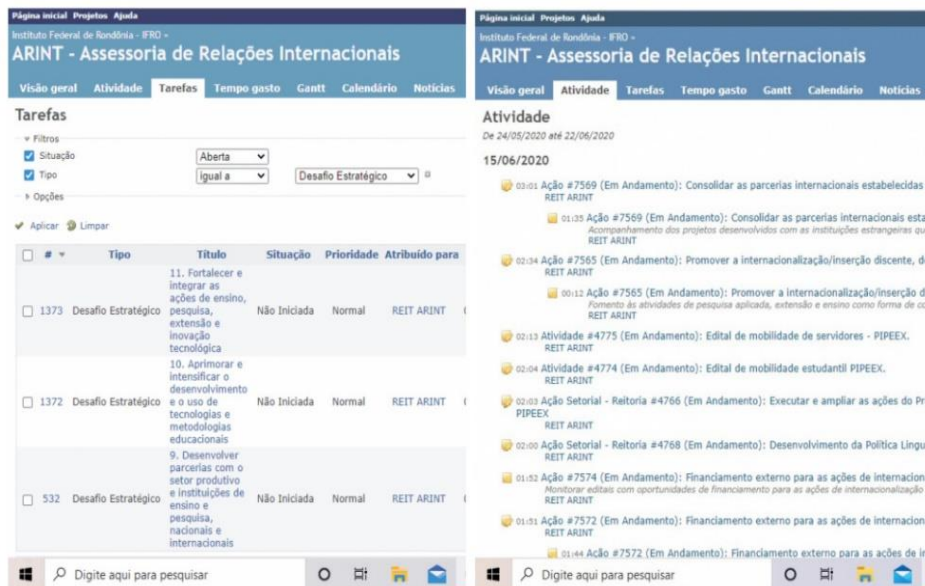 Página inicial Projetos Ajuda
Instituto Federal de Rondônia - IFRO »
ARINT - Assessoria de Relações Internacionais
Visão geral Atividade Tarefas Tempo gasto Gantt Calendário Notícias
Tarefas
Filtros
Situação Aberta
Tipo igual a Desafio Estratégico
Opções
Aplicar Limpar
# Tipo Título Situação Prioridade Atribuído para
11. Fortalecer e
integrar as
ações de ensino,
1373 Desafio Estratégico pesquisa, Não Iniciada Normal REIT ARINT
extensão e
inovação
tecnológica
10. Aprimorar e
intensificar o
desenvolvimento
1372 Desafio Estratégico e o uso de Não Iniciada Normal REIT ARINT
tecnologias e
metodologias
educacionais
9. Desenvolver
parcerias com o
setor produtivo
532 Desafio Estratégico e instituições de Não Iniciada Normal REIT ARINT
ensino e
pesquisa,
nacionais e
internacionais
Digite aqui para pesquisar
Página inicial Projetos Ajuda
Instituto Federal de Rondônia - IFRO »
ARINT - Assessoria de Relações Internacionais
Visão geral Atividade Tarefas Tempo gasto Gantt Calendário Notícias
Atividade
De 24/05/2020 até 22/06/2020
15/06/2020
03:01 Ação #7569 (Em Andamento): Consolidar as parcerias internacionais estabelecidas
REIT ARINT
01:35 Ação #7569 (Em Andamento): Consolidar as parcerias internacionais esta
Acompanhamento dos projetos desenvolvidos com as instituições estrangeiras qu
REIT ARINT
02:34 Ação #7565 (Em Andamento): Promover a internacionalização/inserção discente, d
REIT ARINT
00:12 Ação #7565 (Em Andamento): Promover a internacionalização/inserção d
Fomento às atividades de pesquisa aplicada, extensão e ensino como forma de co
REIT ARINT
02:13 Atividade #4775 (Em Andamento): Edital de mobilidade de servidores - PIPEEX.
REIT ARINT
02:04 Atividade #4774 (Em Andamento): Edital de mobilidade estudantil PIPEEX.
REIT ARINT
02:03 Ação Setorial - Reitoria #4766 (Em Andamento): Executar e ampliar as ações do Pr
PIPEEX
REIT ARINT
02:00 Ação Setorial - Reitoria #4768 (Em Andamento): Desenvolvimento da Política Lingu
REIT ARINT
01:52 Ação #7574 (Em Andamento): Financiamento externo para as ações de internacion
Monitorar editais com oportunidades de financiamento para as ações de internacionalização
REIT ARINT
01:51 Ação #7572 (Em Andamento): Financiamento externo para as ações de internacion
REIT ARINT
01:44 Ação #7572 (Em Andamento): Financiamento externo para as ações de in
Digite aqui para pesquisar